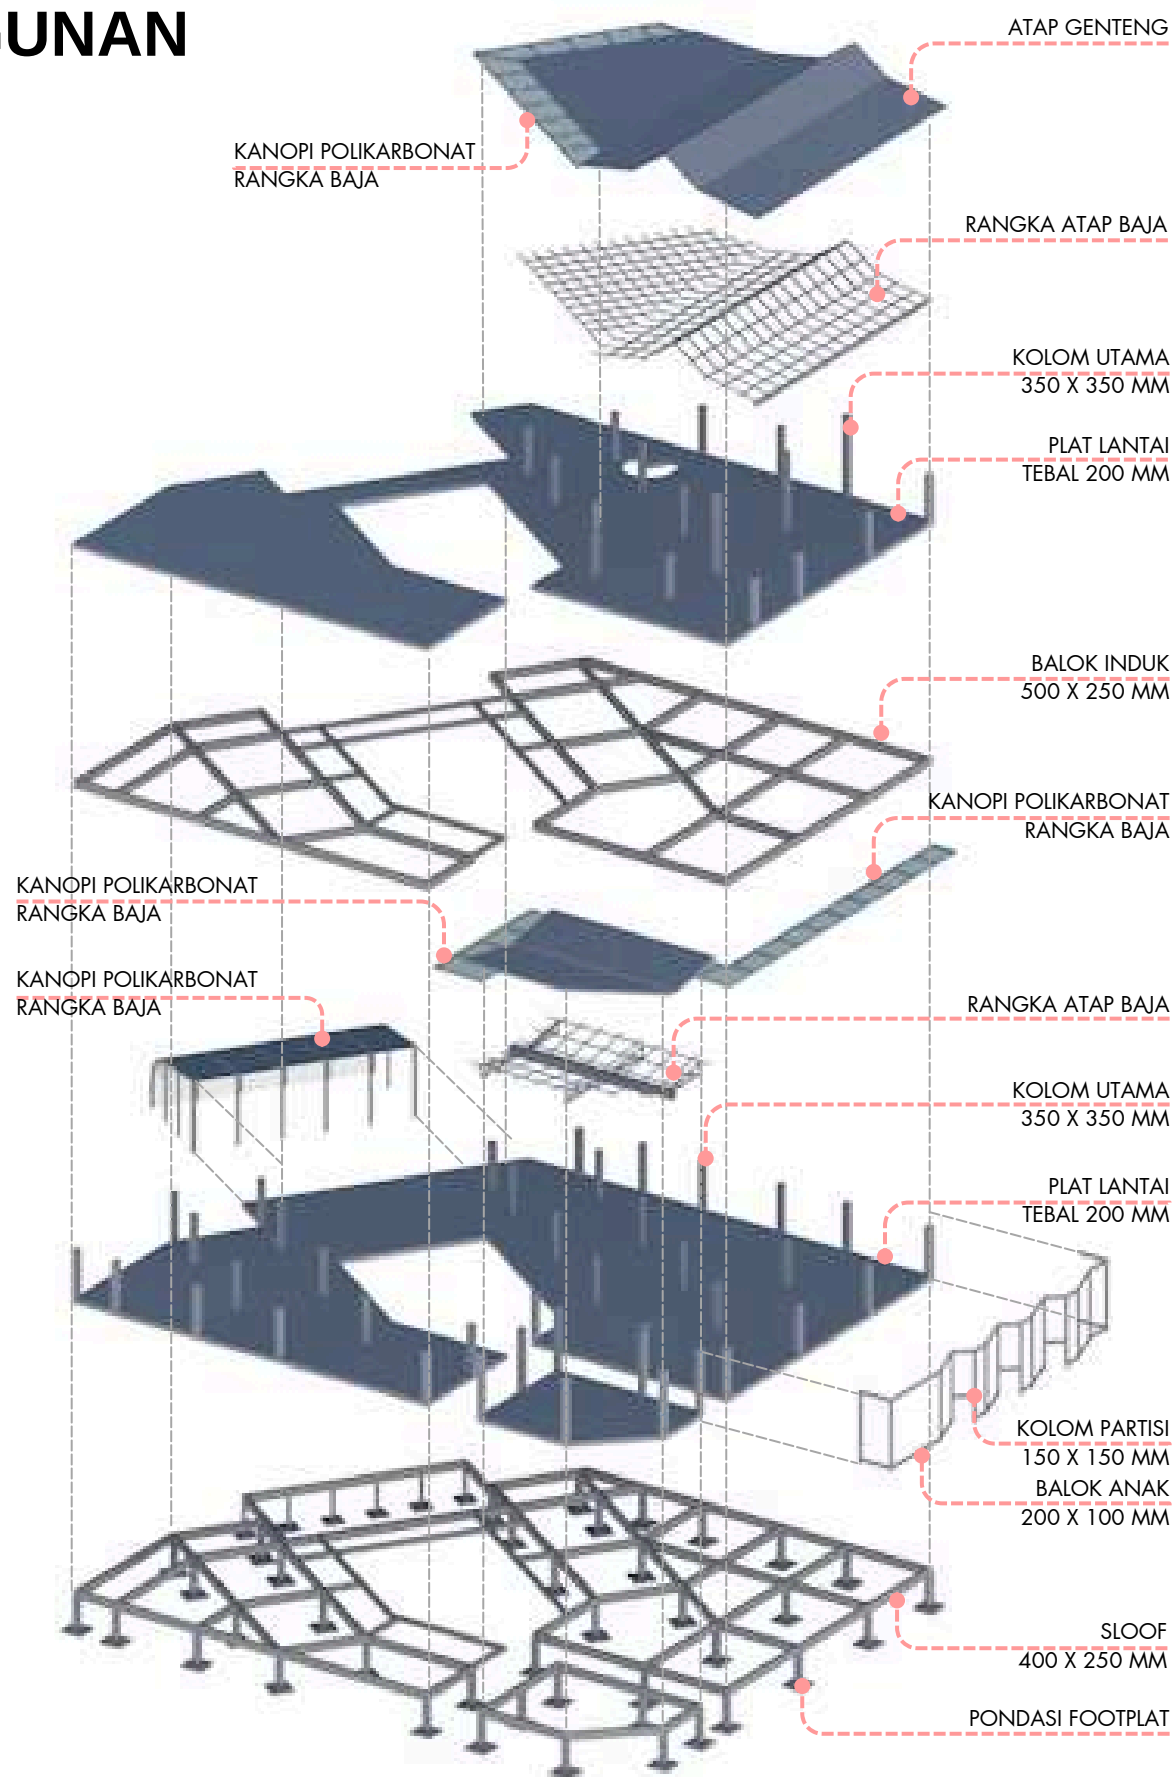 GUNAN
ATAP GENTENG
KANOPI POLIKARBONAT
RANGKA BAJA
RANGKA ATAP BAJA
KOLOM UTAMA
350 X 350 MM
PLAT LANTAI
TEBAL 200 MM
BALOK INDUK
500 X 250 MM
KANOPI POLIKARBONAT
RANGKA BAJA
KANOPI POLIKARBONAT
RANGKA BAJA
KANOPI POLIKARBONAT
RANGKA BAJA
RANGKA ATAP BAJA
KOLOM UTAMA
350 X 350 MM
PLAT LANTAI
TEBAL 200 MM
KOLOM PARTISI
150 X 150 MM
BALOK ANAK
200 X 100 MM
SLOOF
400 X 250 MM
PONDASI FOOTPLAT